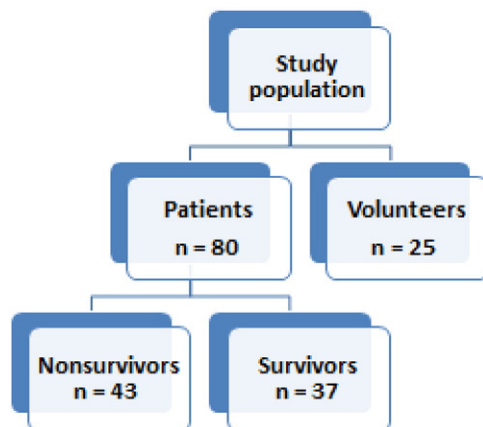 Study
population
Patients
n = 80
Volunteers
n = 25
Nonsurvivors
n = 43
Survivors
n = 37